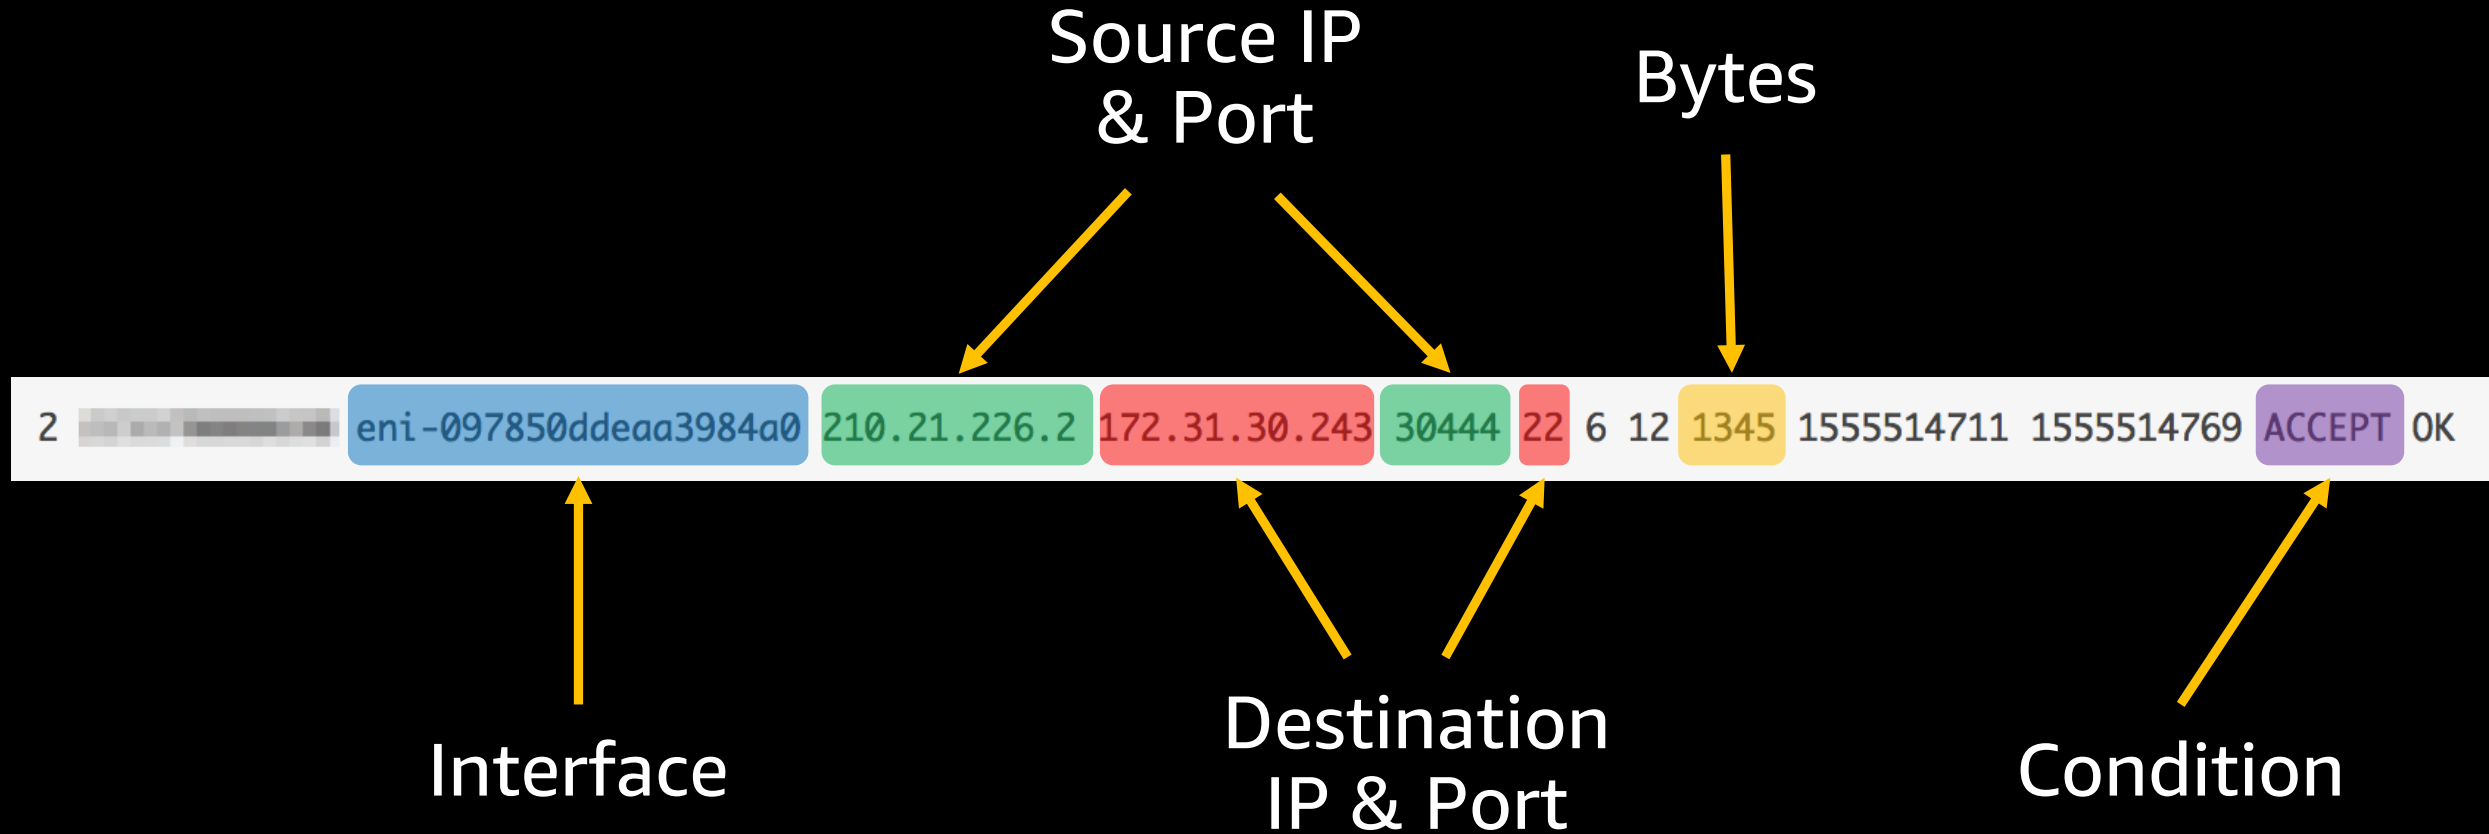 Source IP
& Port
Bytes
2 eni-097850ddeaa3984a0 210.21.226.2 172.31.30.243 30444 22 6 12 1345 1555514711 1555514769 ACCEPT OK
Interface
Destination
IP & Port
Condition